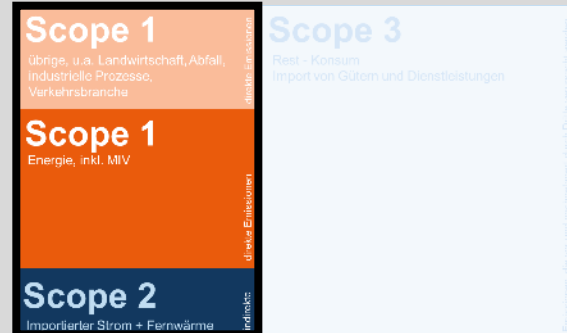 Scope 1
übrige, u.a. Landwirtschaft, Abfall,
industrielle Prozesse,
Verkehrsbranche
direkte Emissionen
Scope 1
Energie, inkl. MIV
direkte Emissionen
Scope 2
Importierter Strom + Fernwärme
indirekte
Scope 3
Rest - Konsum
Import von Gütern und Dienstleistungen